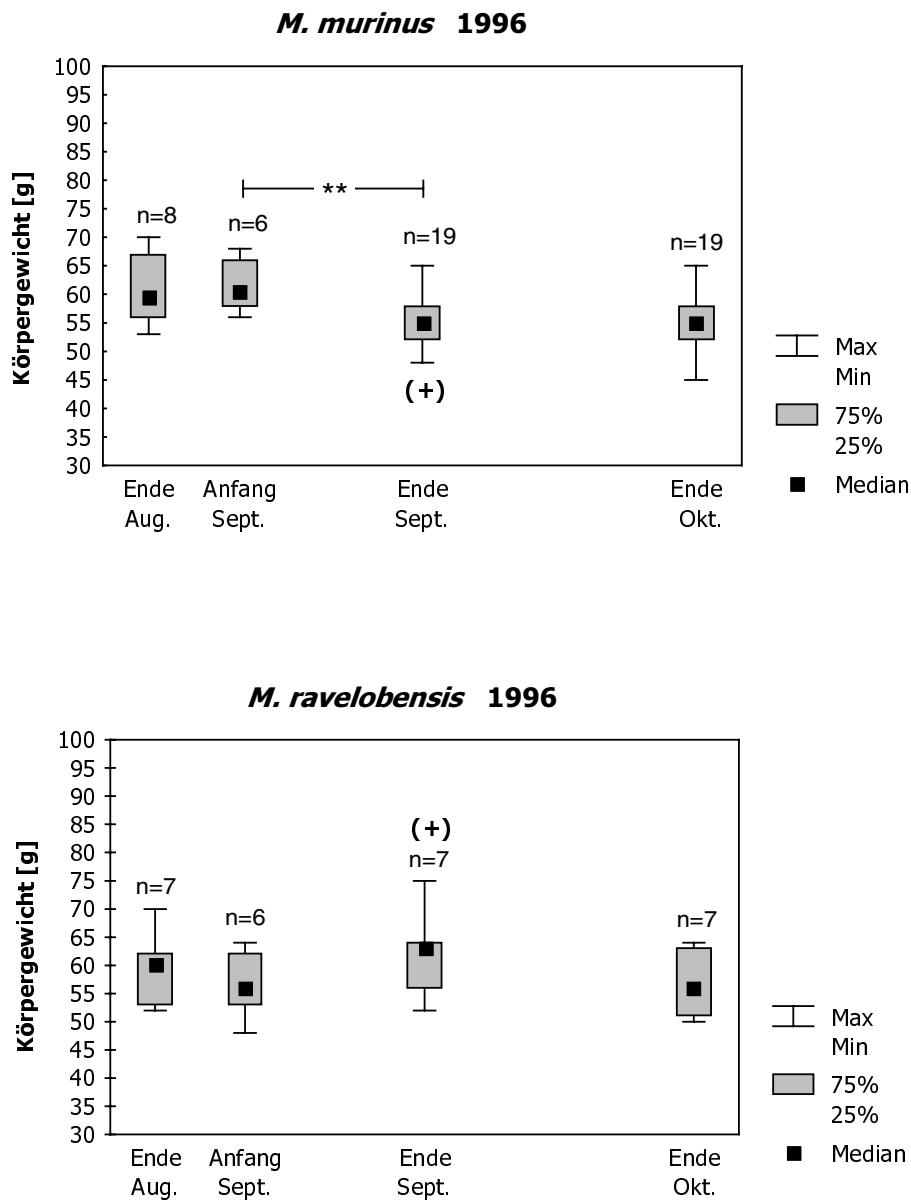 M. murinus 1996
Körpergewicht [g]
100
95
90
85
80
75
70
65
60
55
50
45
40
35
30
**
n=8
n=6
n=19
n=19
(+)
Ende
Aug.
Anfang
Sept.
Ende
Sept.
Ende
Okt.
Max
Min
75%
25%
Median
M. ravelobensis 1996
Körpergewicht [g]
100
95
90
85
80
75
70
65
60
55
50
45
40
35
30
(+)
n=7
n=6
n=7
n=7
Ende
Aug.
Anfang
Sept.
Ende
Sept.
Ende
Okt.
Max
Min
75%
25%
Median